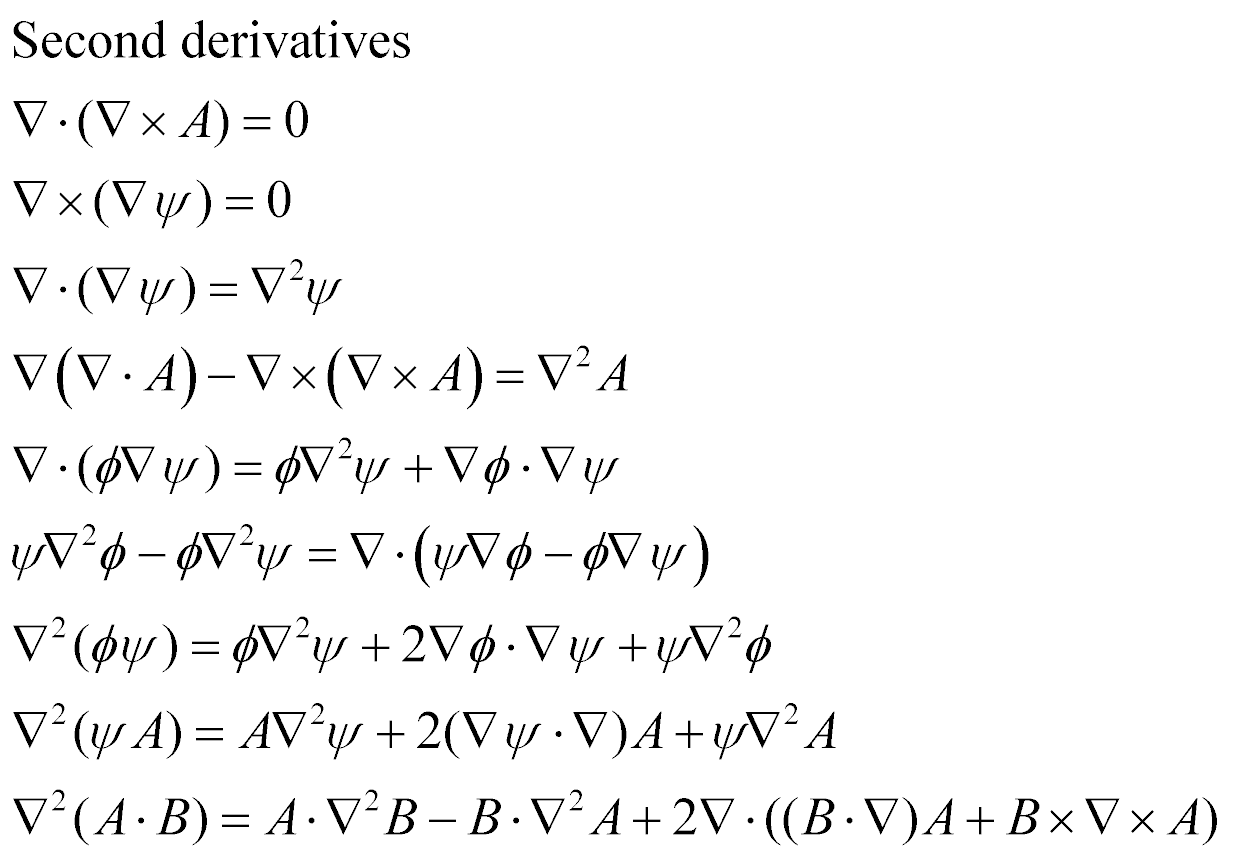 Second derivatives
∇·(∇×A) = 0
∇×(∇ψ) = 0
∇·(∇ψ) = ∇²ψ
∇(∇·A) − ∇×(∇×A) = ∇²A
∇·(ϕ∇ψ) = ϕ∇²ψ + ∇ϕ·∇ψ
ψ∇²ϕ − ϕ∇²ψ = ∇·(ψ∇ϕ − ϕ∇ψ)
∇²(ϕψ) = ϕ∇²ψ + 2∇ϕ·∇ψ + ψ∇²ϕ
∇²(ψA) = A∇²ψ + 2(∇ψ·∇)A + ψ∇²A
∇²(A·B) = A·∇²B − B·∇²A + 2∇·((B·∇)A + B×∇×A)